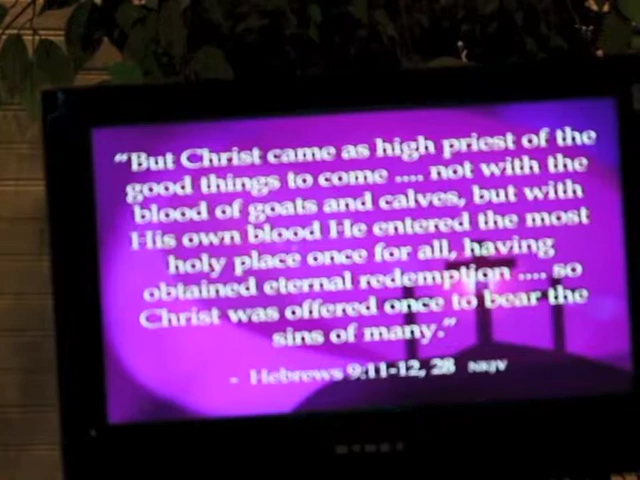 “But Christ came as high priest of the
good things to come .... not with the
blood of goats and calves, but with
His own blood He entered the most
holy place once for all, having
obtained eternal redemption .... so
Christ was offered once to bear the
sins of many.”
- Hebrews 9:11-12, 28 NKJV